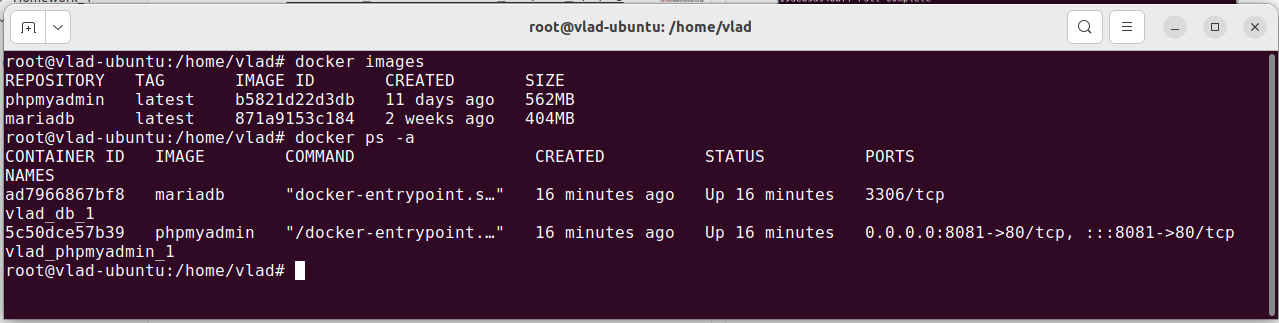 root@vlad-ubuntu: /home/vlad
root@vlad-ubuntu:/home/vlad# docker images
REPOSITORY   TAG       IMAGE ID       CREATED       SIZE
phpmyadmin   latest    b5821d22d3db   11 days ago   562MB
mariadb      latest    871a9153c184   2 weeks ago   404MB
root@vlad-ubuntu:/home/vlad# docker ps -a
CONTAINER ID   IMAGE        COMMAND                  CREATED          STATUS          PORTS
NAMES
ad7966867bf8   mariadb      "docker-entrypoint.s…"   16 minutes ago   Up 16 minutes   3306/tcp
vlad_db_1
5c50dce57b39   phpmyadmin   "/docker-entrypoint.…"   16 minutes ago   Up 16 minutes   0.0.0.0:8081->80/tcp, :::8081->80/tcp
vlad_phpmyadmin_1
root@vlad-ubuntu:/home/vlad#